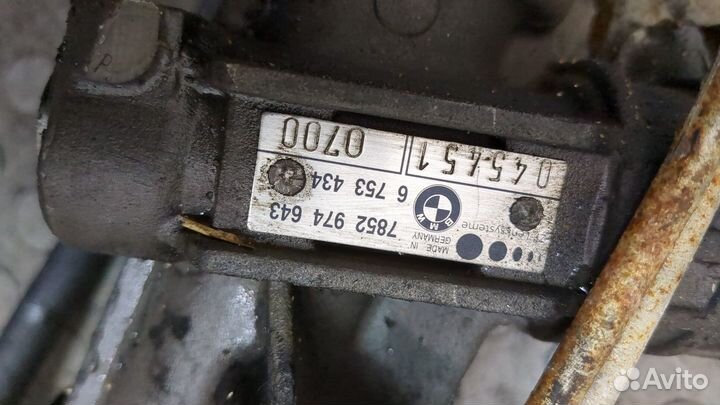 MADE IN
GERMANY
7852 974 643
BMW
6 753 434
045451 0700
Avito